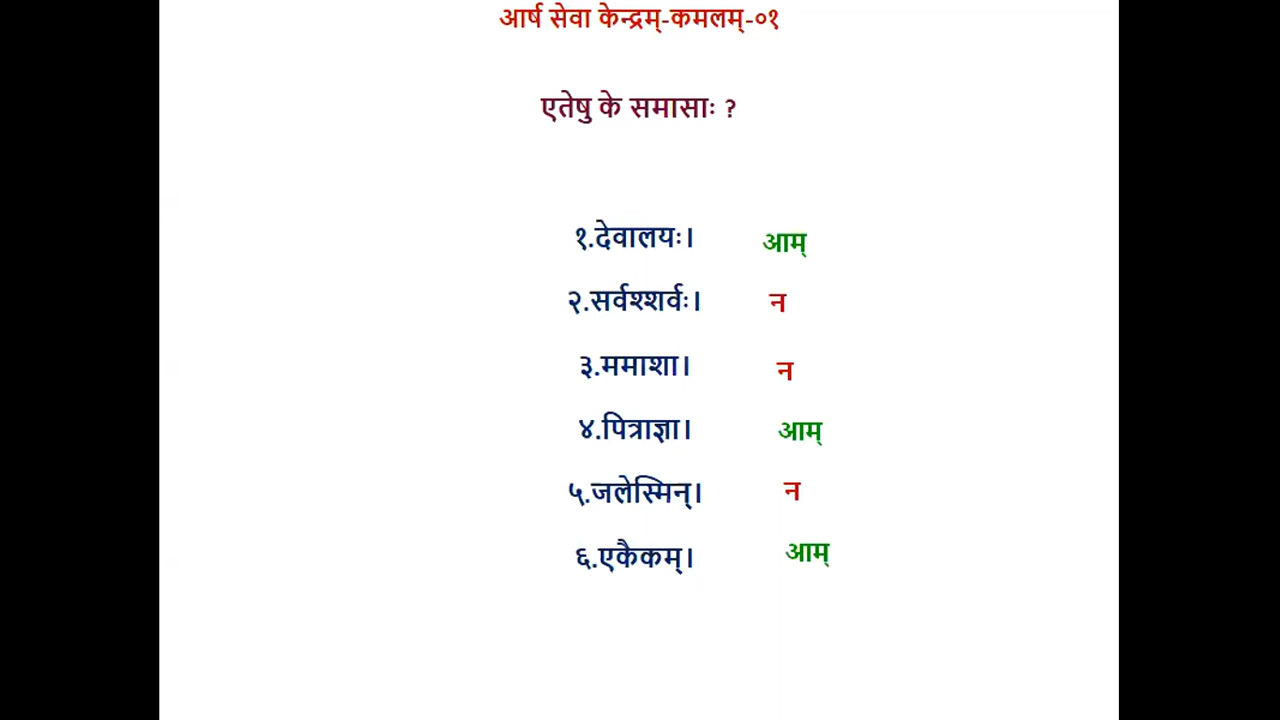 आर्ष सेवा केन्द्रम्-कमलम्-०१
एतेषु के समासाः ?
१.देवालयः। आम्
२.सर्वश्शर्वः। न
३.ममाशा। न
४.पित्राज्ञा। आम्
५.जलेस्मिन्। न
६.एकैकम्। आम्